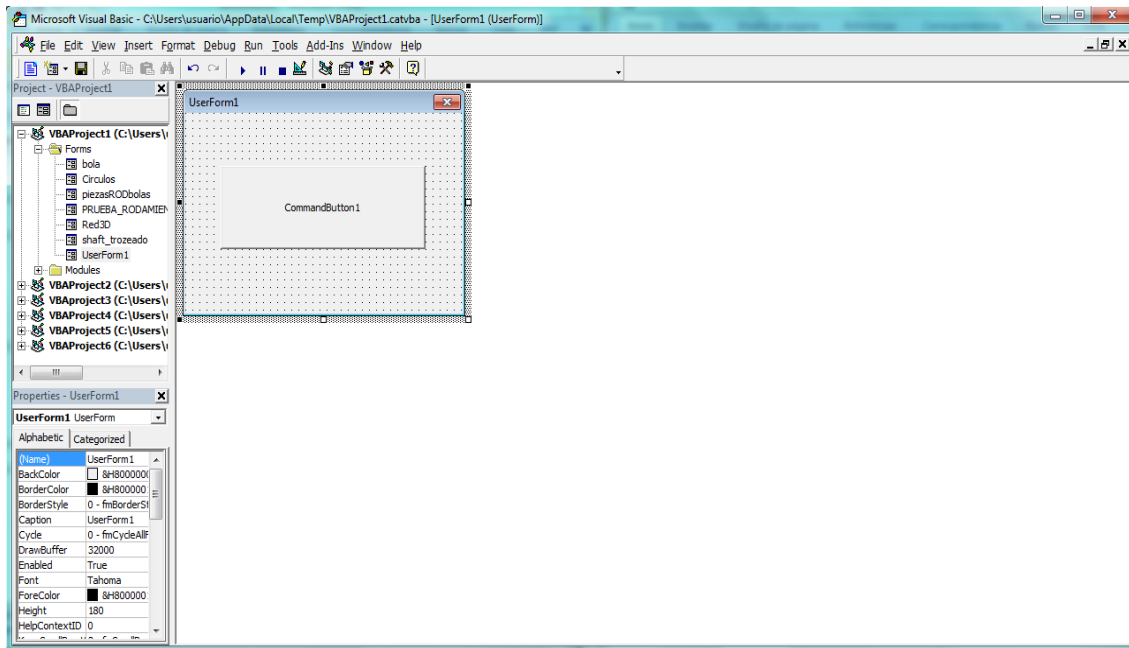 Microsoft Visual Basic - C:\Users\usuario\AppData\Local\Temp\VBAProject1.catvba - [UserForm1 (UserForm)]
File Edit View Insert Format Debug Run Tools Add-Ins Window Help
Project - VBAProject1
VBAProject1 (C:\Users\
Forms
bola
Circulos
piezasRODbolas
PRUEBA_RODAMIEN
Red3D
shaft_trozeado
UserForm1
Modules
VBAProject2 (C:\Users\
VBAproject3 (C:\Users\
VBAProject4 (C:\Users\
VBAProject5 (C:\Users\
VBAProject6 (C:\Users\
UserForm1
CommandButton1
Properties - UserForm1
UserForm1 UserForm
Alphabetic Categorized
(Name) UserForm1
BackColor &H8000000
BorderColor &H800000
BorderStyle 0 - fmBorderSt
Caption UserForm1
Cycle 0 - fmCycleAllF
DrawBuffer 32000
Enabled True
Font Tahoma
ForeColor &H800000
Height 180
HelpContextID 0